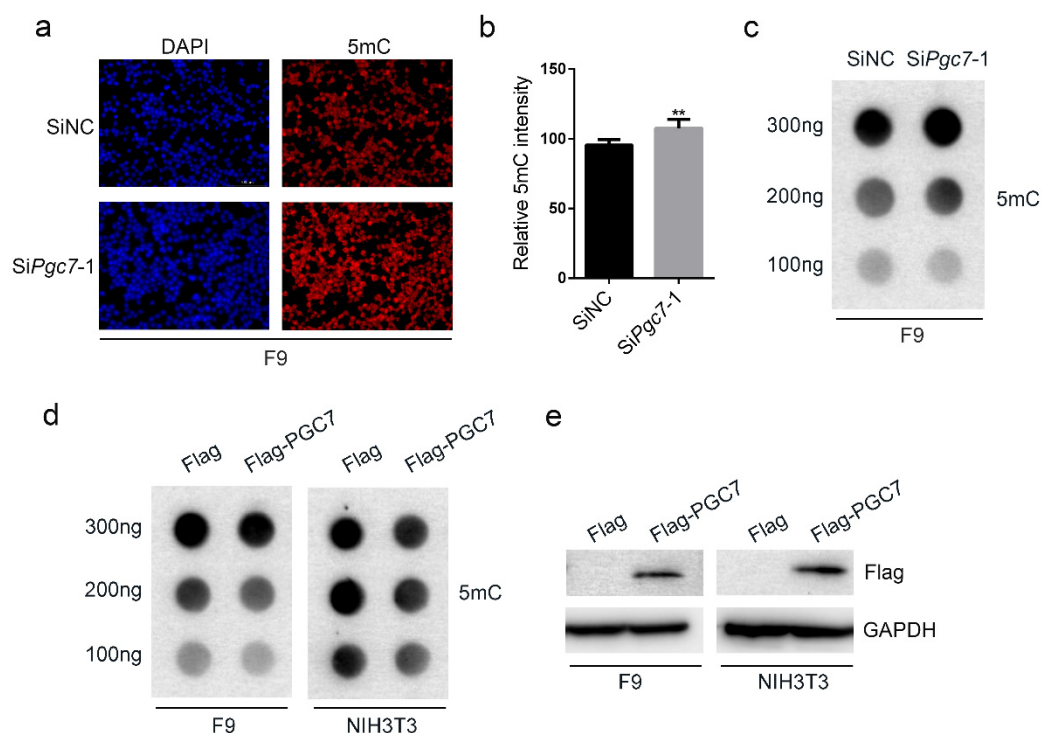 a
DAPI 5mC
SiNC
SiPgc7-1
F9
b
Relative 5mC intensity
150
100
50
0
**
SiNC
SiPgc7-1
c
SiNC SiPgc7-1
300ng
200ng
100ng
5mC
F9
d
Flag Flag-PGC7 Flag Flag-PGC7
300ng
200ng
100ng
5mC
F9 NIH3T3
e
Flag Flag-PGC7 Flag Flag-PGC7
Flag
GAPDH
F9 NIH3T3